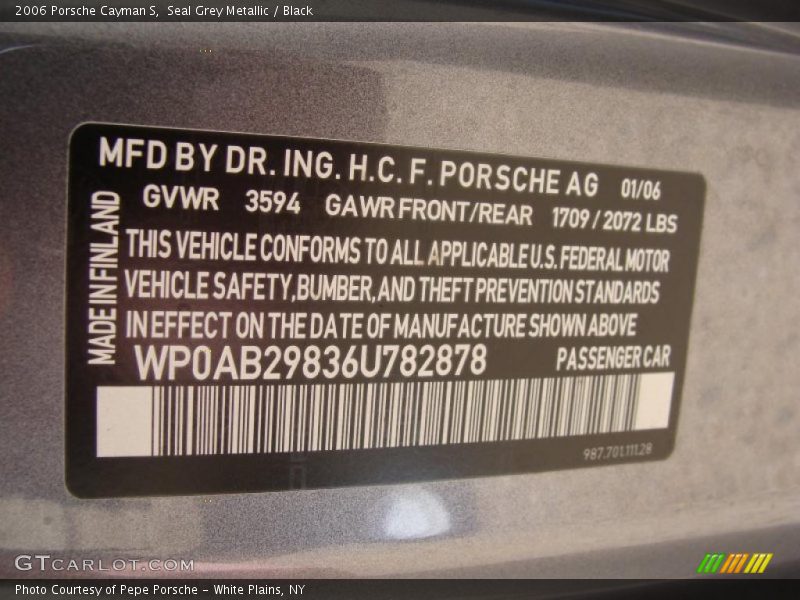 2006 Porsche Cayman S,  Seal Grey Metallic / Black
MFD BY DR. ING. H.C. F. PORSCHE AG 01/06
GVWR 3594 GAWR FRONT/REAR 1709 / 2072 LBS
MADE IN FINLAND
THIS VEHICLE CONFORMS TO ALL APPLICABLE U.S. FEDERAL MOTOR
VEHICLE SAFETY, BUMBER, AND THEFT PREVENTION STANDARDS
IN EFFECT ON THE DATE OF MANUFACTURE SHOWN ABOVE
WP0AB29836U782878 PASSENGER CAR
987.701.111.28
GTCARLOT.COM
Photo Courtesy of Pepe Porsche – White Plains, NY